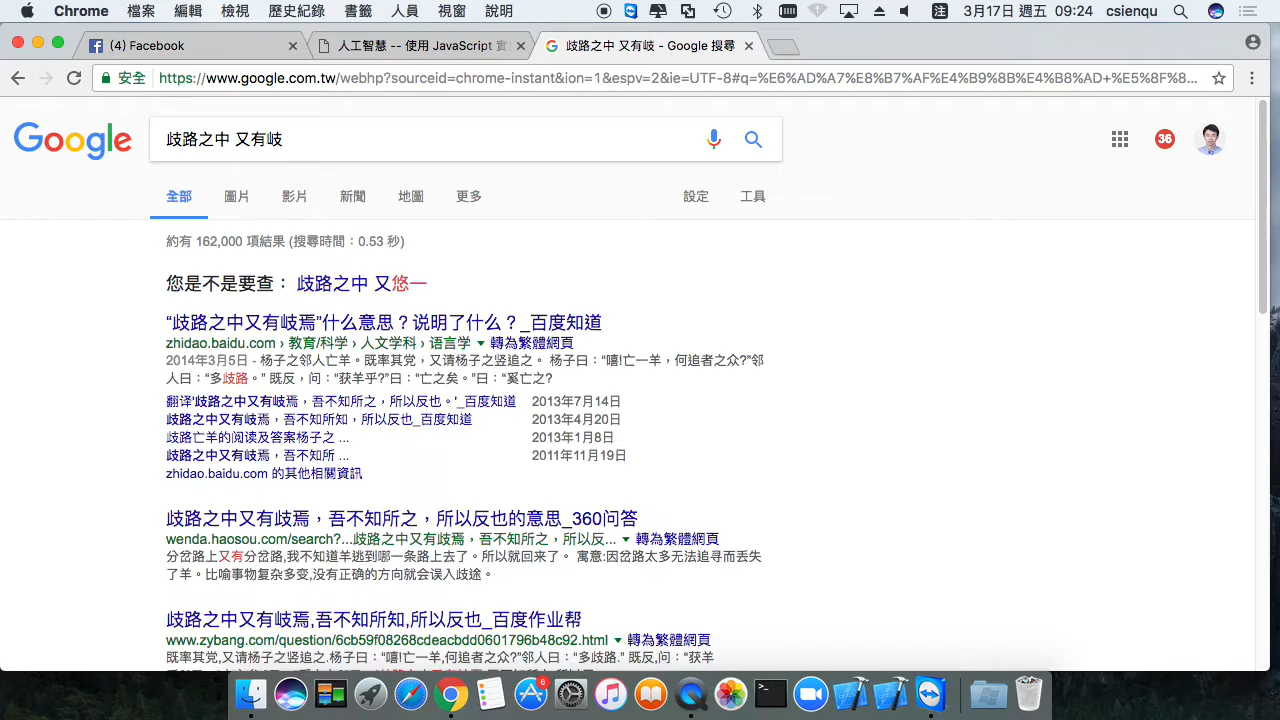 Chrome 檔案 編輯 檢視 歷史紀錄 書籤 人員 視窗 說明 注 3月17日 週五 09:24 csienqu
(4) Facebook 人工智慧 -- 使用 JavaScript 實 歧路之中 又有岐 - Google 搜尋
安全 https://www.google.com.tw/webhp?sourceid=chrome-instant&ion=1&espv=2&ie=UTF-8#q=%E6%AD%A7%E8%B7%AF%E4%B9%8B%E4%B8%AD+%E5%8F%8...
Google 歧路之中 又有岐 36
全部 圖片 影片 新聞 地圖 更多 設定 工具
約有 162,000 項結果 (搜尋時間：0.53 秒)
您是不是要查： 歧路之中 又悠一
“歧路之中又有岐焉”什么意思？说明了什么？_百度知道
zhidao.baidu.com › 教育/科学 › 人文学科 › 语言学 轉為繁體網頁
2014年3月5日 - 杨子之邻人亡羊。既率其党，又请杨子之竖追之。 杨子曰：“嘻!亡一羊，何追者之众?”邻
人曰：“多歧路。” 既反，问：“获羊乎?”曰：“亡之矣。”曰：“奚亡之?
翻译'歧路之中又有岐焉，吾不知所之，所以反也。'_百度知道 2013年7月14日
歧路之中又有岐焉，吾不知所知，所以反也_百度知道 2013年4月20日
歧路亡羊的阅读及答案杨子之 ... 2013年1月8日
歧路之中又有岐焉，吾不知所 ... 2011年11月19日
zhidao.baidu.com 的其他相關資訊
歧路之中又有歧焉，吾不知所之，所以反也的意思_360问答
wenda.haosou.com/search?...歧路之中又有歧焉，吾不知所之，所以反... 轉為繁體網頁
分岔路上又有分岔路,我不知道羊逃到哪一条路上去了。所以就回来了。 寓意:因岔路太多无法追寻而丢失
了羊。比喻事物复杂多变,没有正确的方向就会误入歧途。
歧路之中又有岐焉,吾不知所知,所以反也_百度作业帮
www.zybang.com/question/6cb59f08268cdeacbdd0601796b48c92.html 轉為繁體網頁
既率其党,又请杨子之竖追之.杨子曰：“嘻!亡一羊,何追者之众?”邻人曰：“多歧路.” 既反,问：“获羊
6